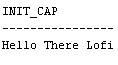 INIT_CAP
----------------
Hello There Lofi